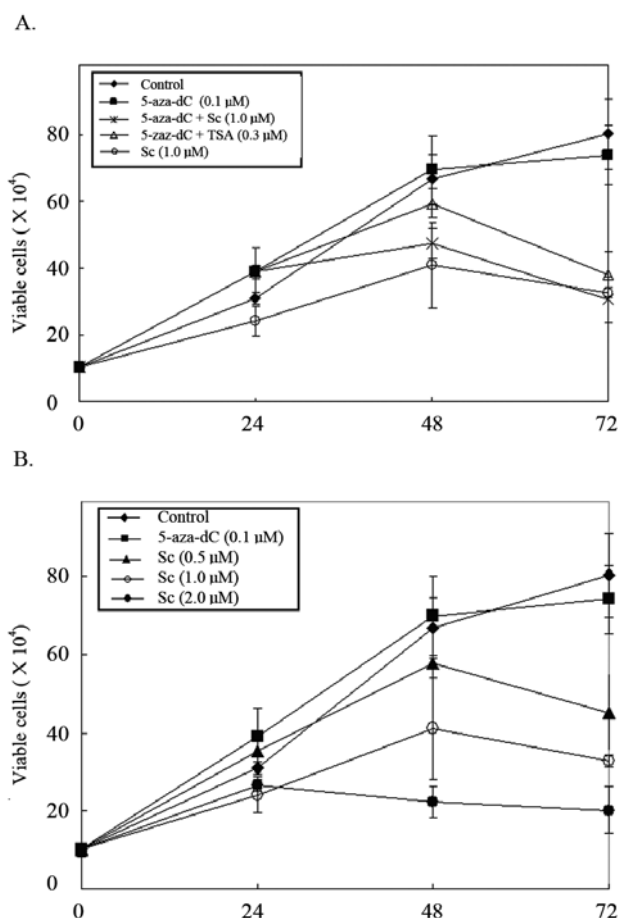 A.
Control
5-aza-dC (0.1 µM)
5-aza-dC + Sc (1.0 µM)
5-zaz-dC + TSA (0.3 µM)
Sc (1.0 µM)
Viable cells ( X 10⁴)
80
60
40
20
0
0 24 48 72
B.
Control
5-aza-dC (0.1 µM)
Sc (0.5 µM)
Sc (1.0 µM)
Sc (2.0 µM)
Viable cells ( X 10⁴)
80
60
40
20
0
0 24 48 72